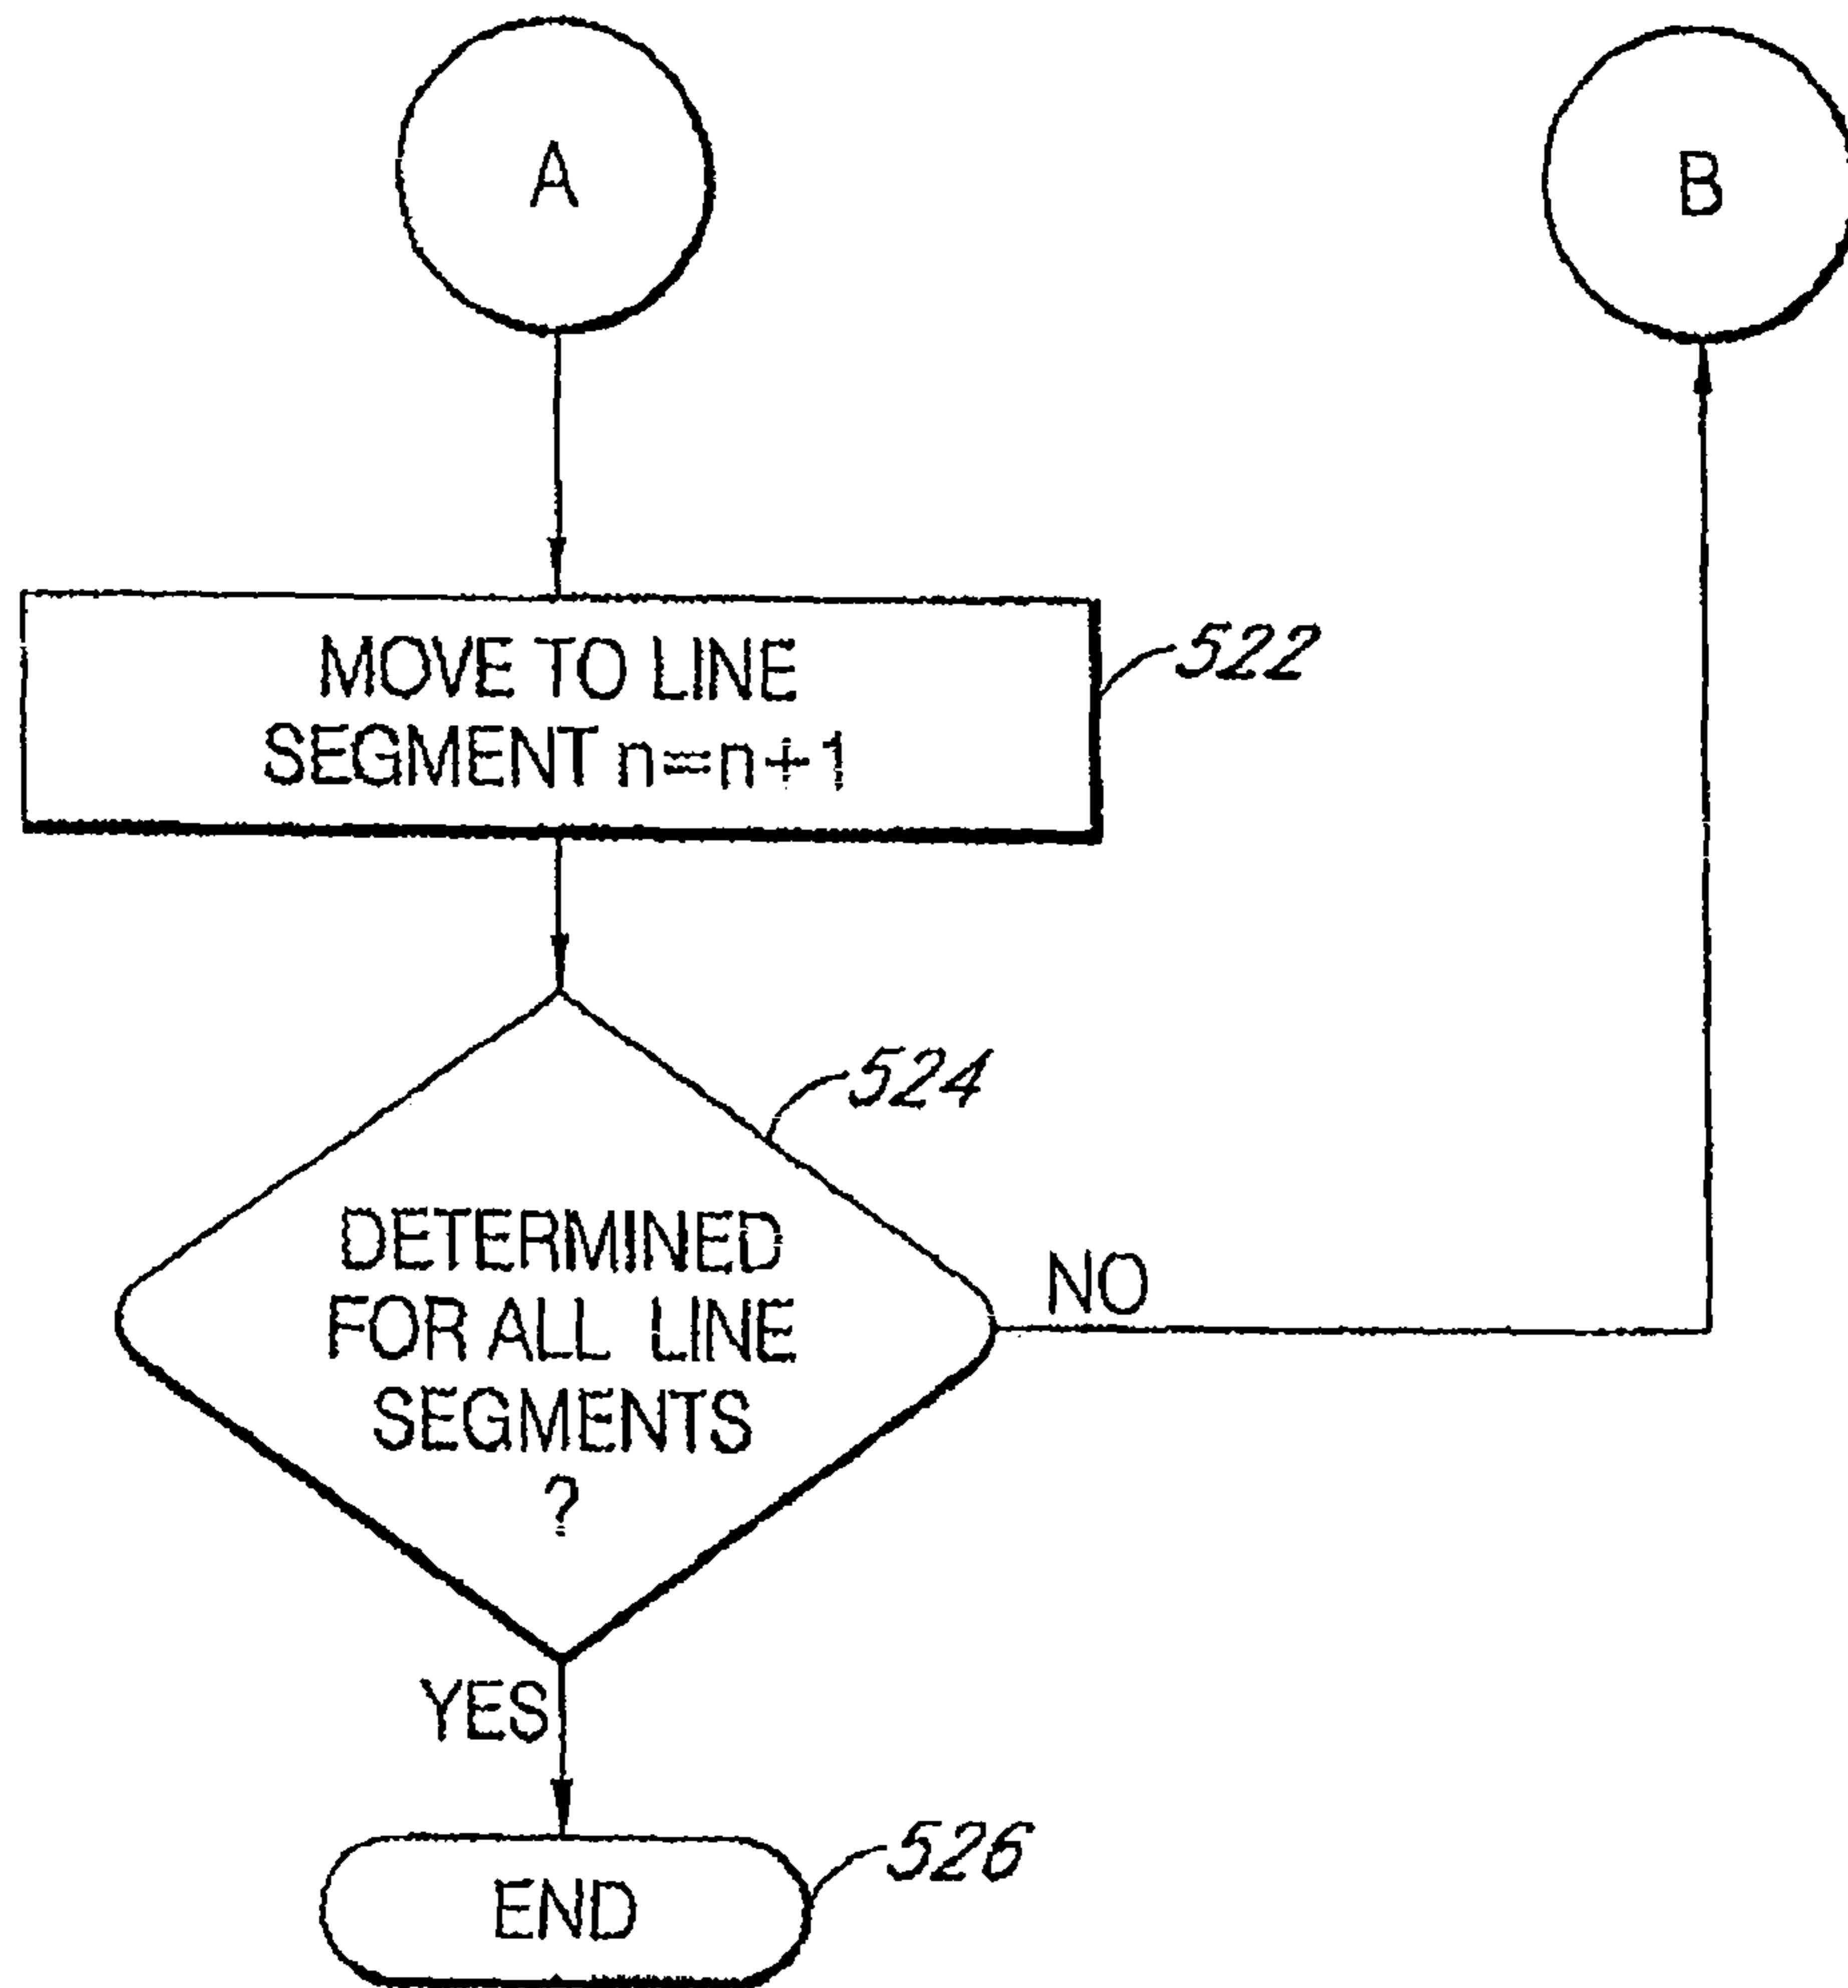 A
B
MOVE TO LINE
SEGMENT n=n+1
522
524
DETERMINED
FOR ALL LINE
SEGMENTS
?
NO
YES
END
526